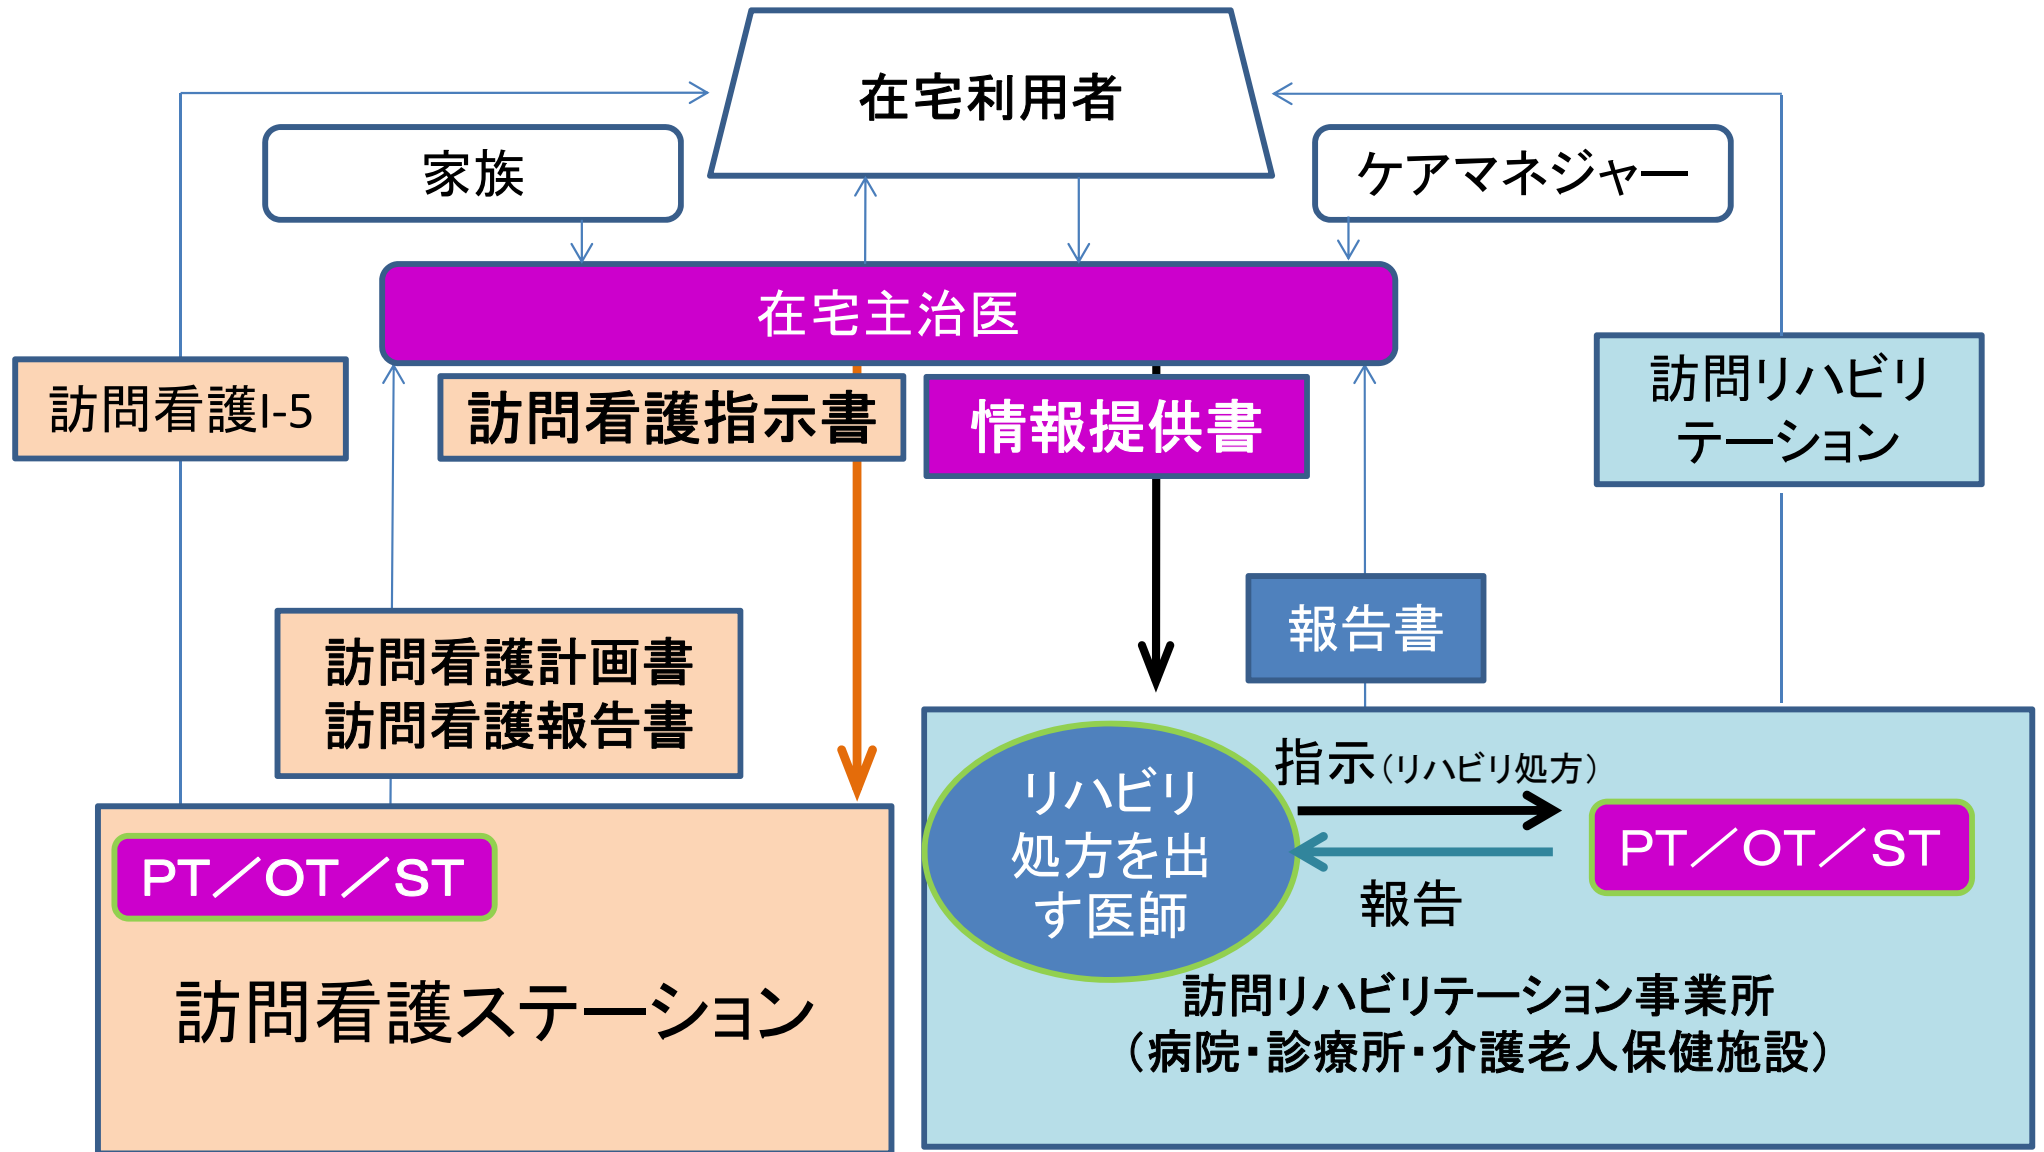 在宅利用者
家族
ケアマネジャー
在宅主治医
訪問看護I-5
訪問看護指示書
情報提供書
訪問リハビリ
テーション
報告書
訪問看護計画書
訪問看護報告書
PT／OT／ST
訪問看護ステーション
リハビリ
処方を出
す医師
指示（リハビリ処方）
報告
PT／OT／ST
訪問リハビリテーション事業所
（病院・診療所・介護老人保健施設）